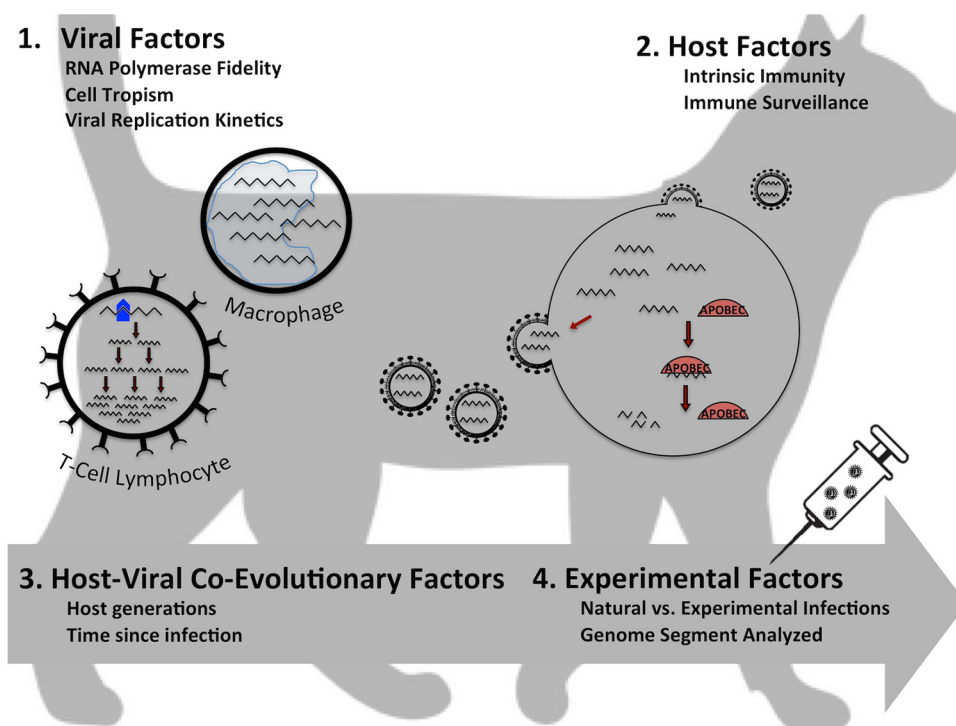 1. Viral Factors
RNA Polymerase Fidelity
Cell Tropism
Viral Replication Kinetics
2. Host Factors
Intrinsic Immunity
Immune Surveillance
Macrophage
T-Cell Lymphocyte
APOBEC
APOBEC
APOBEC
3. Host-Viral Co-Evolutionary Factors
Host generations
Time since infection
4. Experimental Factors
Natural vs. Experimental Infections
Genome Segment Analyzed